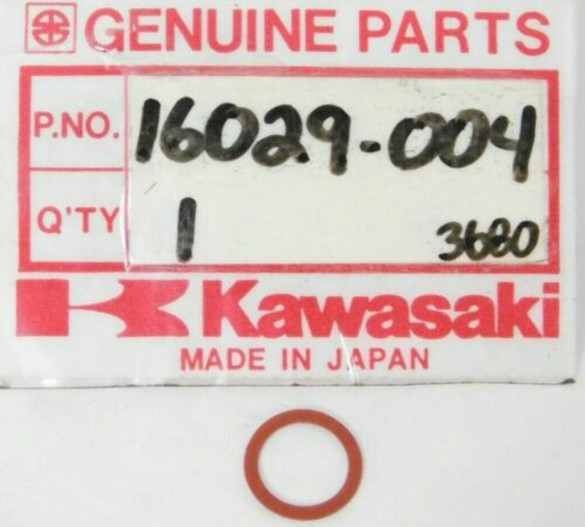 GENUINE PARTS
P.NO. 16029-004
Q'TY 1 3680
Kawasaki
MADE IN JAPAN